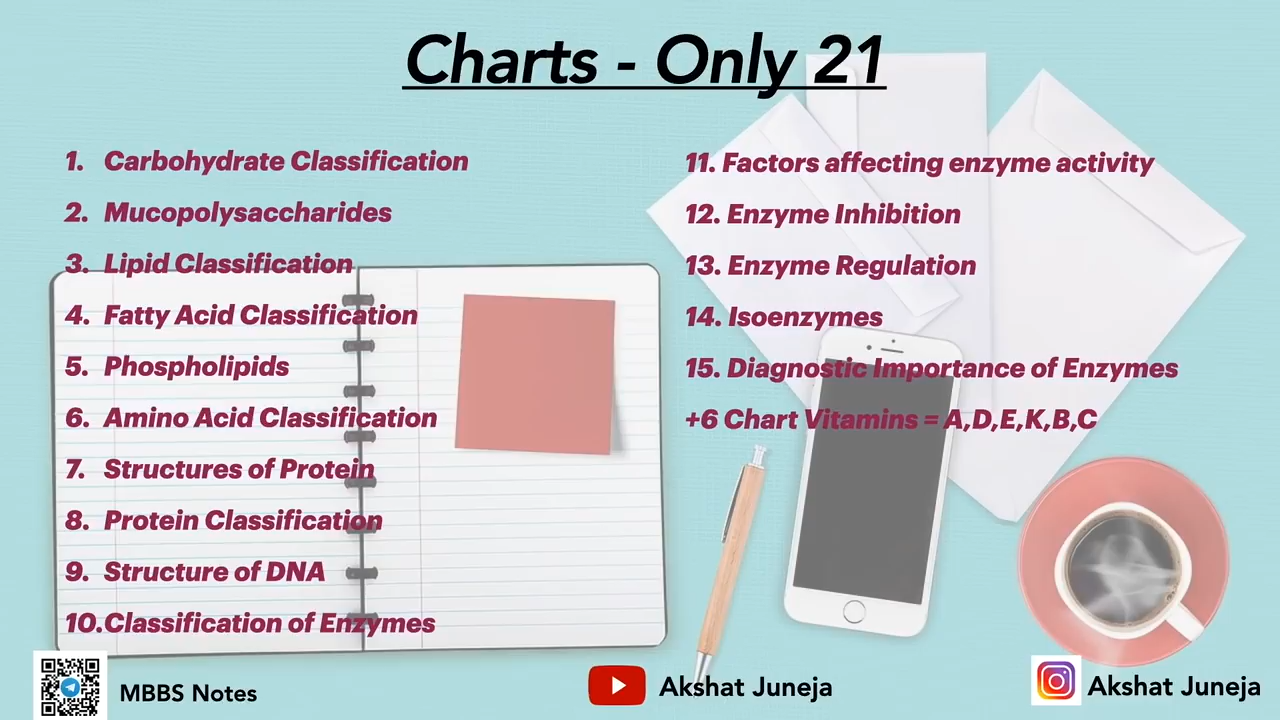 Charts - Only 21
1. Carbohydrate Classification
2. Mucopolysaccharides
3. Lipid Classification
4. Fatty Acid Classification
5. Phospholipids
6. Amino Acid Classification
7. Structures of Protein
8. Protein Classification
9. Structure of DNA
10.Classification of Enzymes
11. Factors affecting enzyme activity
12. Enzyme Inhibition
13. Enzyme Regulation
14. Isoenzymes
15. Diagnostic Importance of Enzymes
+6 Chart Vitamins = A,D,E,K,B,C
MBBS Notes
Akshat Juneja
Akshat Juneja